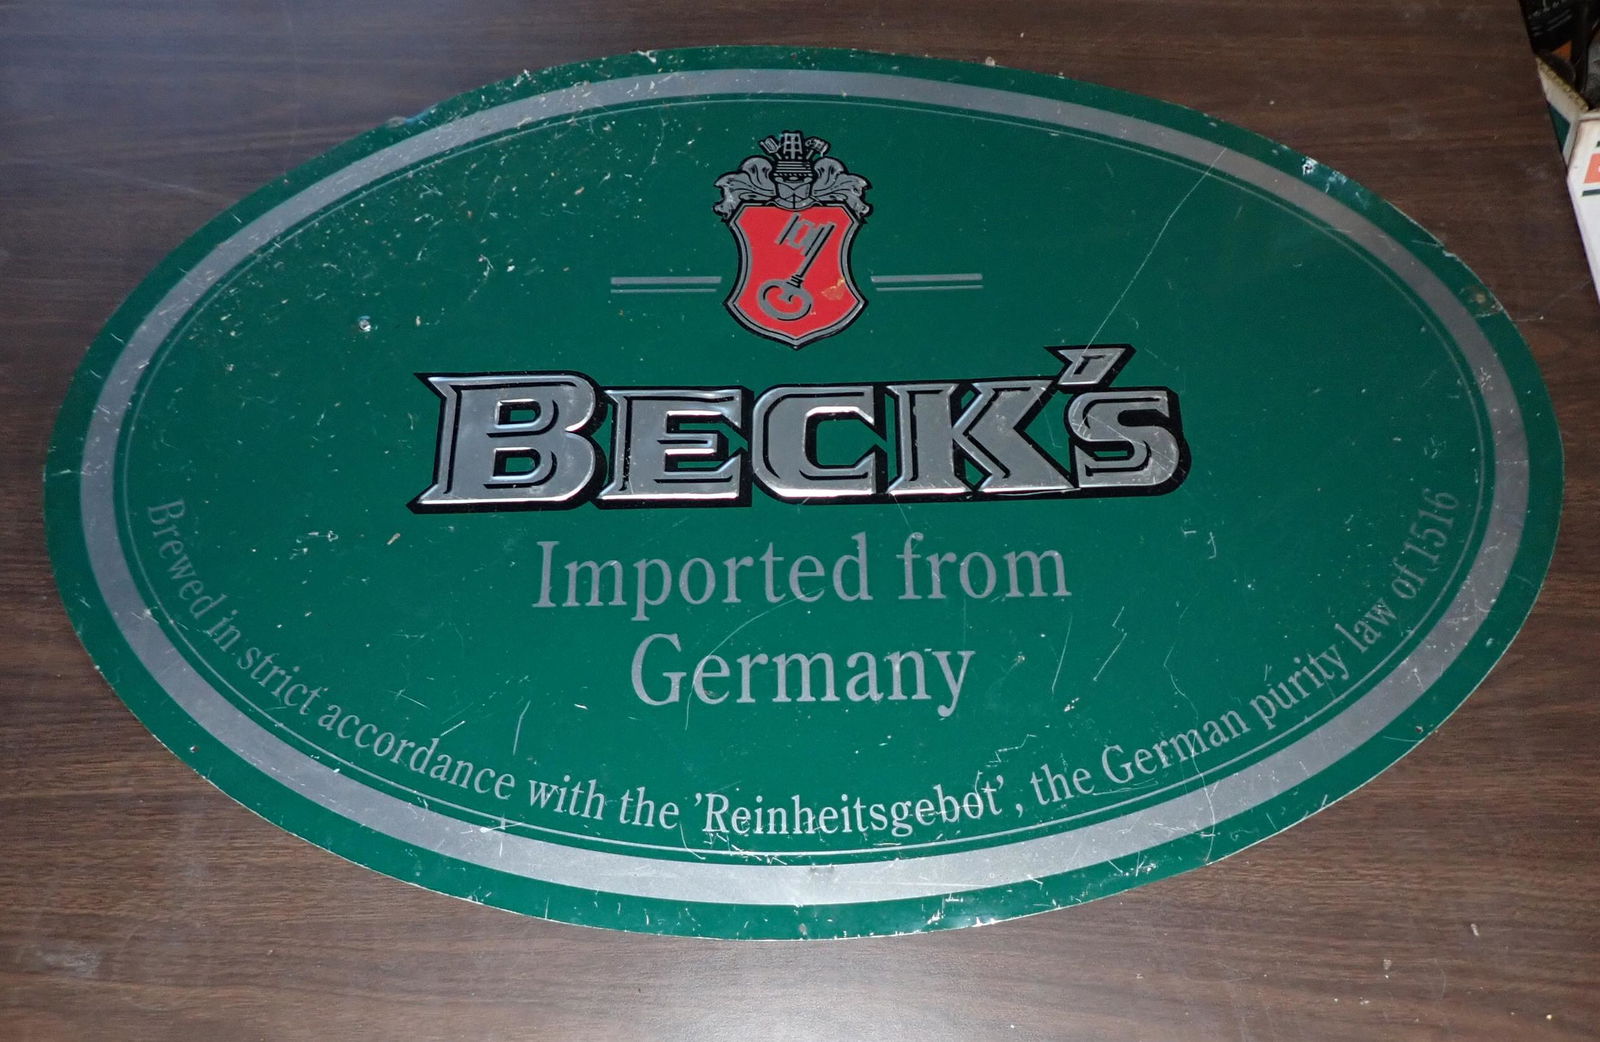 BECK'S
Imported from
Germany
Brewed in strict accordance with the 'Reinheitsgebot', the German purity law of 1516